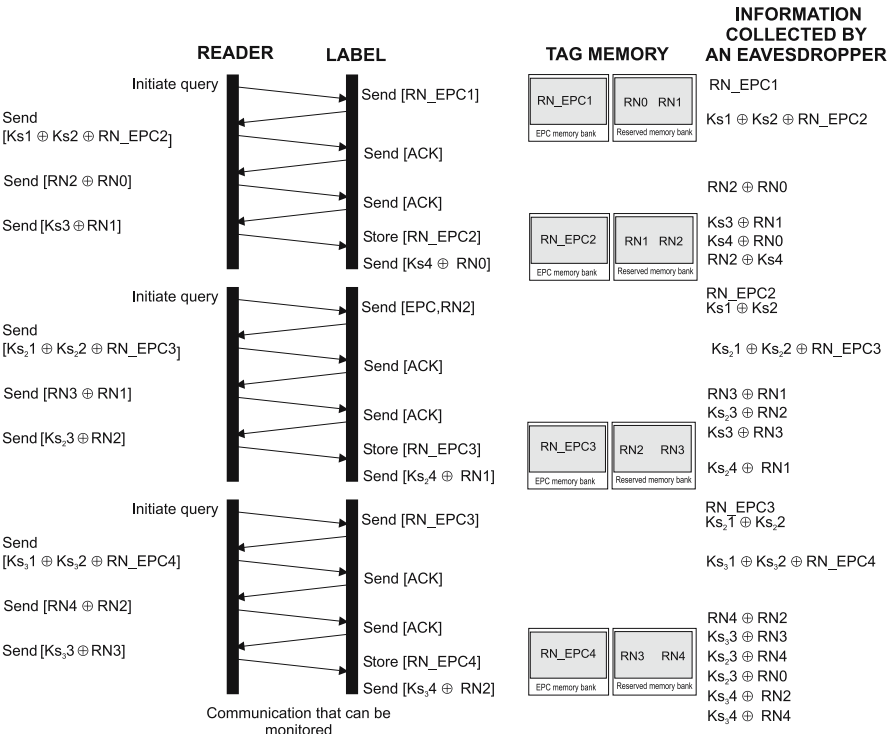 READER
LABEL
TAG MEMORY
INFORMATION
COLLECTED BY
AN EAVESDROPPER
Initiate query
Send [RN_EPC1]
Send
[Ks1 ⊕ Ks2 ⊕ RN_EPC2]
Send [ACK]
Send [RN2 ⊕ RN0]
Send [ACK]
Send [Ks3 ⊕ RN1]
Store [RN_EPC2]
Send [Ks4 ⊕ RN0]
RN_EPC1
RN0 RN1
EPC memory bank
Reserved memory bank
RN_EPC2
RN1 RN2
EPC memory bank
Reserved memory bank
RN_EPC1
Ks1 ⊕ Ks2 ⊕ RN_EPC2
RN2 ⊕ RN0
Ks3 ⊕ RN1
Ks4 ⊕ RN0
RN2 ⊕ Ks4
Initiate query
Send [EPC,RN2]
Send
[Ks₂1 ⊕ Ks₂2 ⊕ RN_EPC3]
Send [ACK]
Send [RN3 ⊕ RN1]
Send [ACK]
Send [Ks₂3 ⊕ RN2]
Store [RN_EPC3]
Send [Ks₂4 ⊕ RN1]
RN_EPC3
RN2 RN3
EPC memory bank
Reserved memory bank
RN_EPC2
Ks1 ⊕ Ks2
Ks₂1 ⊕ Ks₂2 ⊕ RN_EPC3
RN3 ⊕ RN1
Ks₂3 ⊕ RN2
Ks3 ⊕ RN3
Ks₂4 ⊕ RN1
Initiate query
Send [RN_EPC3]
Send
[Ks₃1 ⊕ Ks₃2 ⊕ RN_EPC4]
Send [ACK]
Send [RN4 ⊕ RN2]
Send [ACK]
Send [Ks₃3 ⊕ RN3]
Store [RN_EPC4]
Send [Ks₃4 ⊕ RN2]
RN_EPC4
RN3 RN4
EPC memory bank
Reserved memory bank
RN_EPC3
Ks₂1 ⊕ Ks₂2
Ks₃1 ⊕ Ks₃2 ⊕ RN_EPC4
RN4 ⊕ RN2
Ks₃3 ⊕ RN3
Ks₂3 ⊕ RN4
Ks₂3 ⊕ RN0
Ks₃4 ⊕ RN2
Ks₃4 ⊕ RN4
Communication that can be
monitored